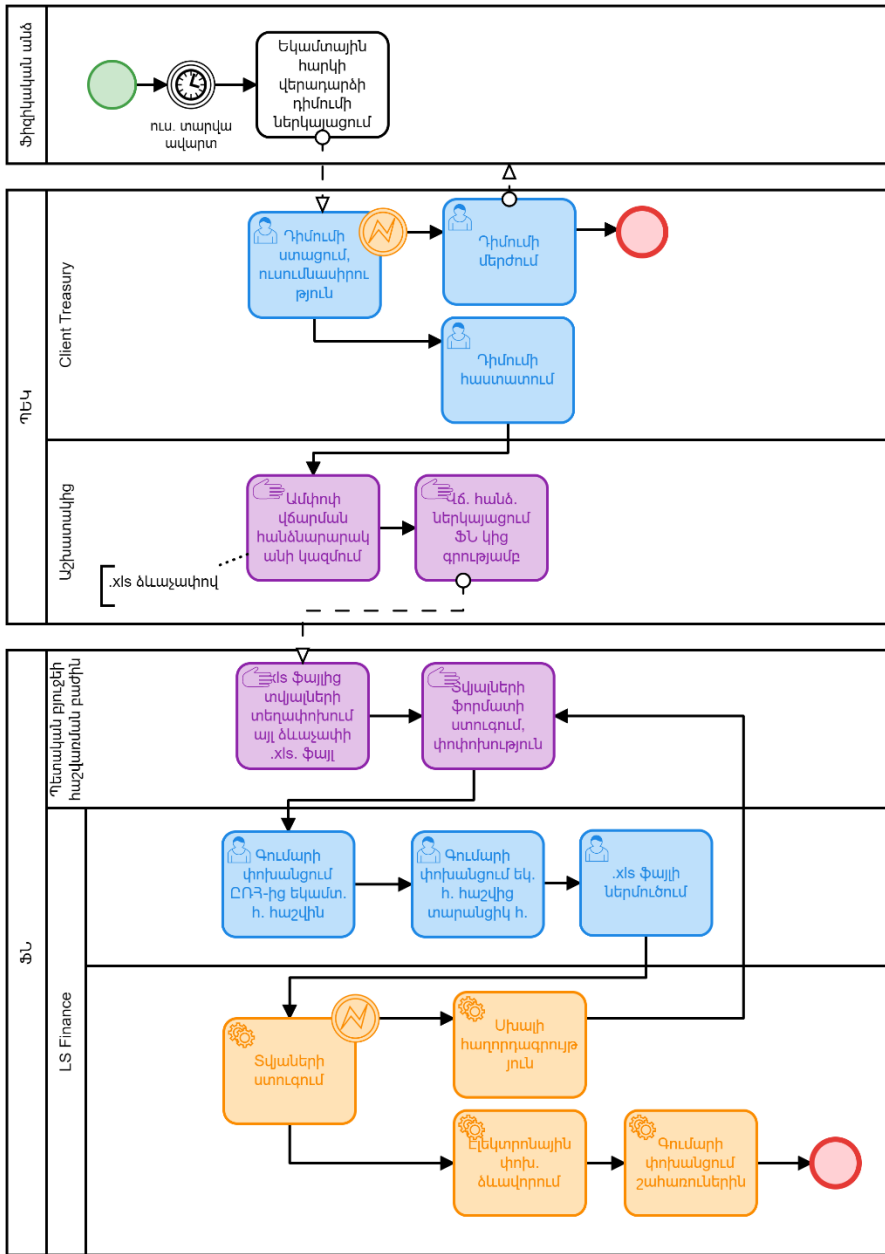 Ֆիզիկական անձ
ուս. տարվա
ավարտ
Եկամտային
հարկի
վերադարձի
դիմումի
ներկայացում
ՊԵԿ
Client Treasury
Դիմումի
ստացում,
ուսումնասիրու
թյուն
Դիմումի
մերժում
Դիմումի
հաստատում
Աշխատակից
Ամփոփ
վճարման
հանձնարարակ
անի կազմում
Վճ. հանձ.
ներկայացում
ՖՆ կից
գրությամբ
.xls ձևաչափով
ՖՆ
Պետական բյուջեի
հաշվառման բաժին
.xls ֆայլից
տվյալների
տեղափոխում
այլ ձևաչափի
.xls. ֆայլ
Տվյալների
ֆորմատի
ստուգում,
փոփոխություն
LS Finance
Գումարի
փոխանցում
ԸՌՀ-ից եկամտ.
հ. հաշվին
Գումարի
փոխանցում եկ.
հ. հաշվից
տարանցիկ հ.
.xls ֆայլի
ներմուծում
Տվյաների
ստուգում
Սխալի
հաղորդագրույթ
յուն
Էլեկտրոնային
փոխ.
ձևավորում
Գումարի
փոխանցում
շահառուներին